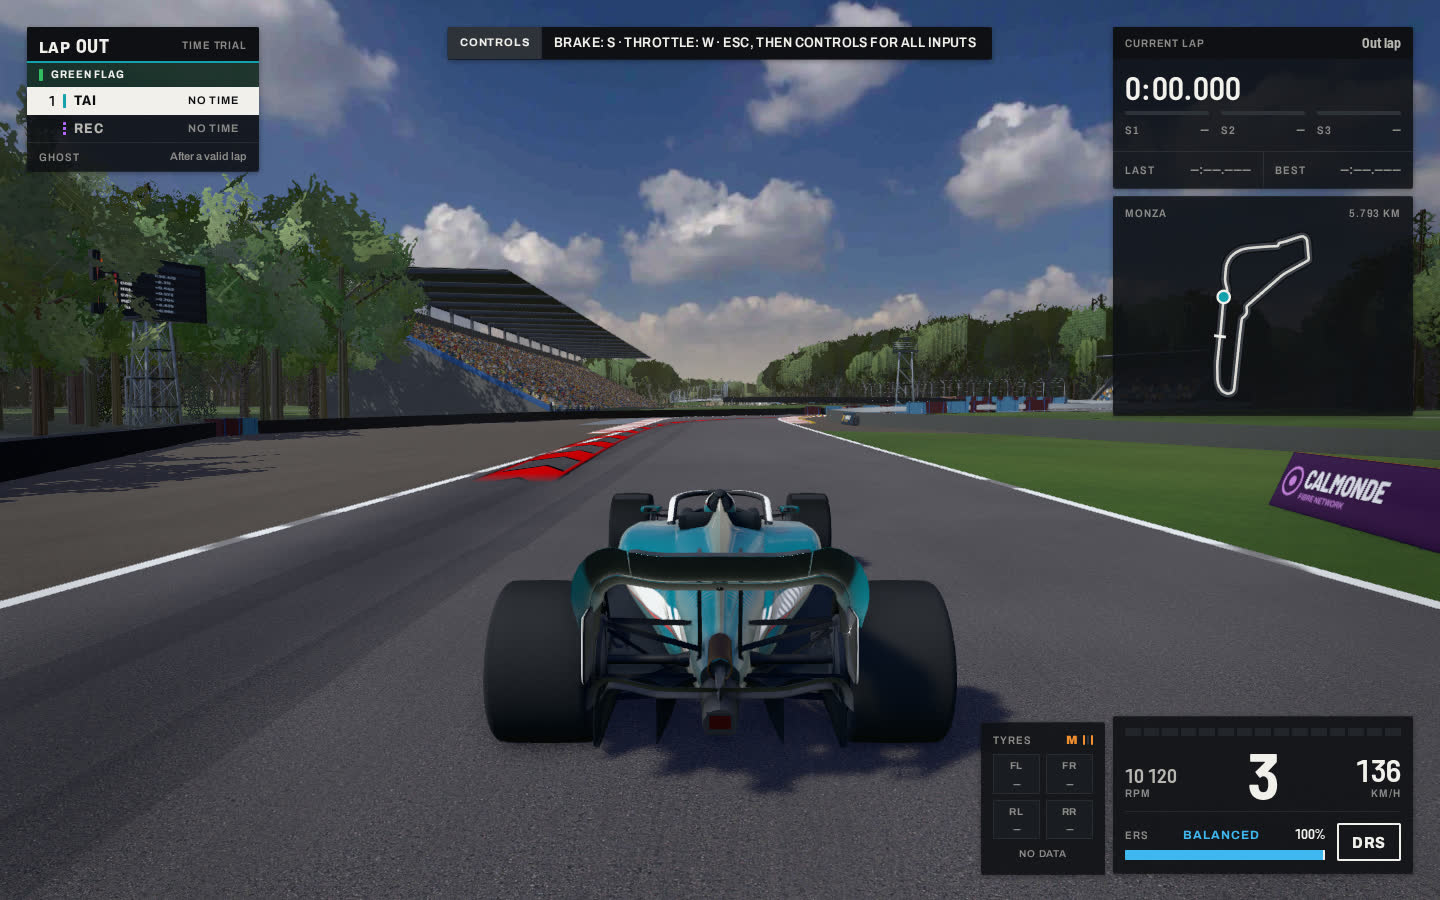 LAP OUT TIME TRIAL
GREEN FLAG
1 TAI NO TIME
REC NO TIME
GHOST After a valid lap
CONTROLS BRAKE: S · THROTTLE: W · ESC, THEN CONTROLS FOR ALL INPUTS
CURRENT LAP Out lap
0:00.000
S1 – S2 – S3 –
LAST –:––.––– BEST –:––.–––
MONZA 5.793 KM
CALMONDE
FIBRE NETWORK
TYRES M
FL FR
– –
RL RR
– –
NO DATA
10 120 3 136
RPM KM/H
ERS BALANCED 100% DRS